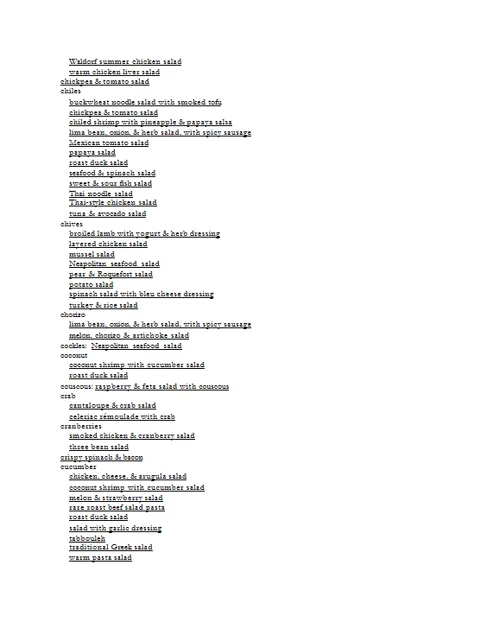 Waldorf summer chicken salad
warm chicken liver salad
chickpea & tomato salad
chiles
buckwheat noodle salad with smoked tofu
chickpea & tomato salad
chiled shrimp with pineapple & papaya salsa
lima bean, onion, & herb salad, with spicy sausage
Mexican tomato salad
papaya salad
roast duck salad
seafood & spinach salad
sweet & sour fish salad
Thai noodle salad
Thai-style chicken salad
tuna & avocado salad
chives
broiled lamb with yogurt & herb dressing
layered chicken salad
mussel salad
Neapolitan seafood salad
pear & Roquefort salad
potato salad
spinach salad with bleu cheese dressing
turkey & rice salad
chorizo
lima bean, onion, & herb salad, with spicy sausage
melon, chorizo & artichoke salad
cockles: Neapolitan seafood salad
coconut
coconut shrimp with cucumber salad
roast duck salad
couscous: raspberry & feta salad with couscous
crab
cantaloupe & crab salad
celeriac rémoulade with crab
cranberries
smoked chicken & cranberry salad
three bean salad
crispy spinach & bacon
cucumber
chicken, cheese, & arugula salad
coconut shrimp with cucumber salad
melon & strawberry salad
rare roast beef salad pasta
roast duck salad
salad with garlic dressing
tabbouleh
traditional Greek salad
warm pasta salad